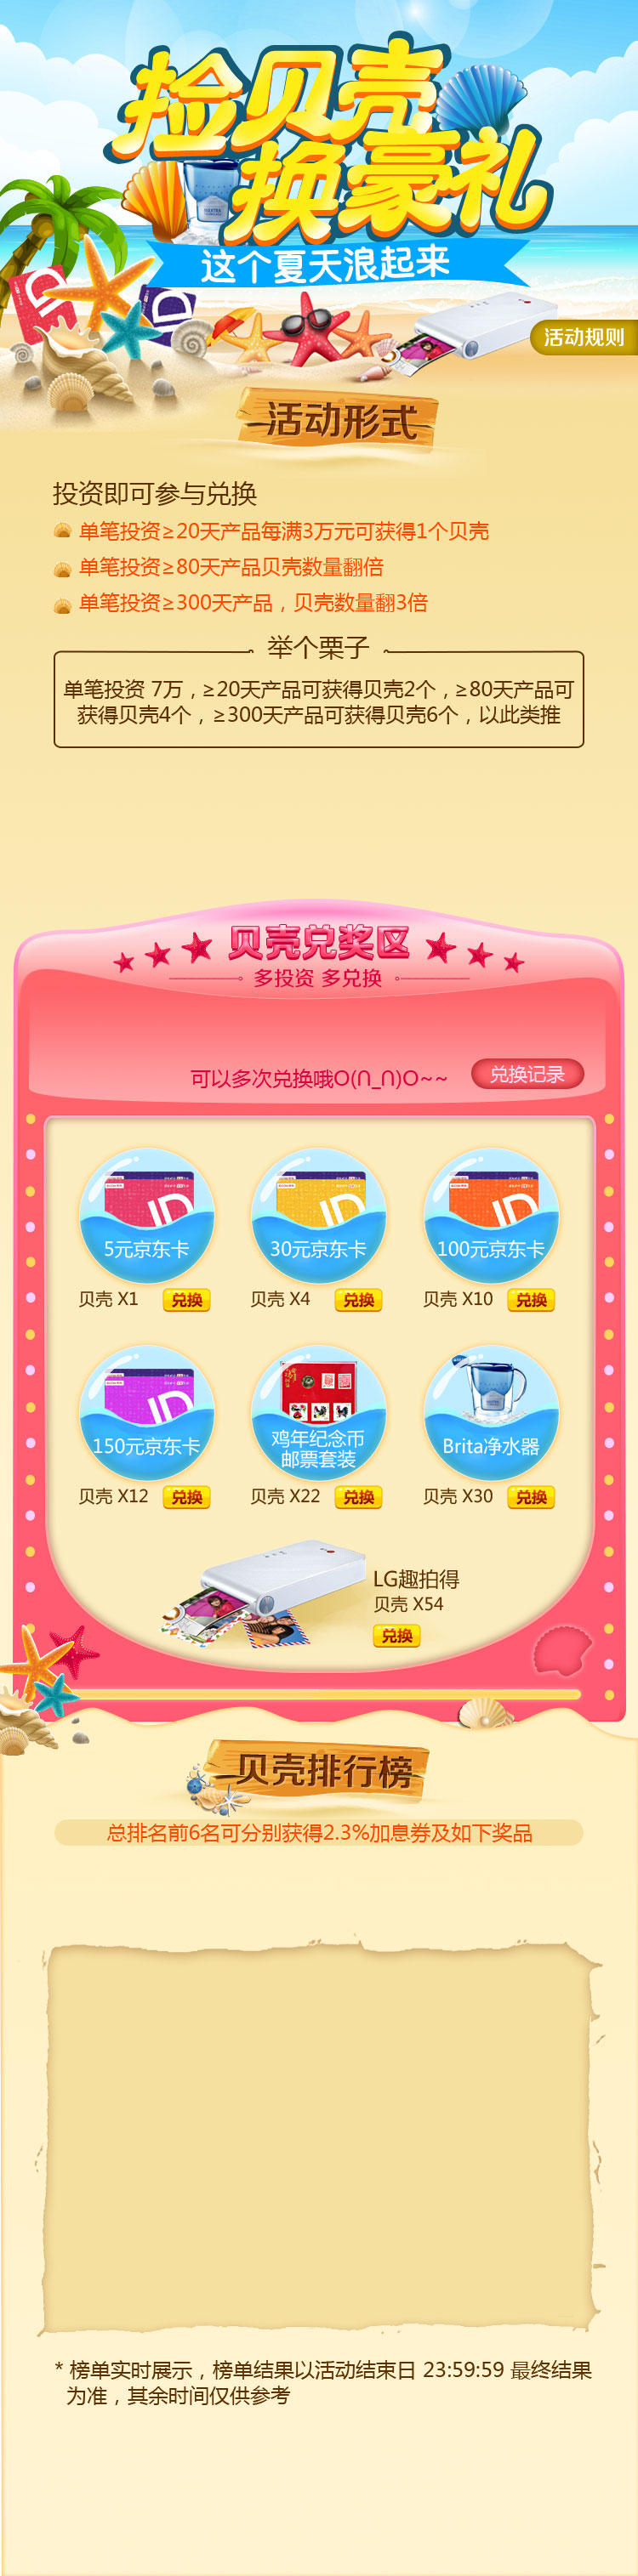 捡贝壳
换豪礼
这个夏天浪起来
活动规则
活动形式
投资即可参与兑换
单笔投资≥20天产品每满3万元可获得1个贝壳
单笔投资≥80天产品贝壳数量翻倍
单笔投资≥300天产品，贝壳数量翻3倍
举个栗子
单笔投资 7万，≥20天产品可获得贝壳2个，≥80天产品可
获得贝壳4个，≥300天产品可获得贝壳6个，以此类推
贝壳兑奖区
多投资 多兑换
可以多次兑换哦O(∩_∩)O~~
兑换记录
5元京东卡
30元京东卡
100元京东卡
贝壳 X1 兑换
贝壳 X4 兑换
贝壳 X10 兑换
150元京东卡
鸡年纪念币
邮票套装
Brita净水器
贝壳 X12 兑换
贝壳 X22 兑换
贝壳 X30 兑换
LG趣拍得
贝壳 X54
兑换
贝壳排行榜
总排名前6名可分别获得2.3%加息券及如下奖品
* 榜单实时展示，榜单结果以活动结束日 23:59:59 最终结果
为准，其余时间仅供参考